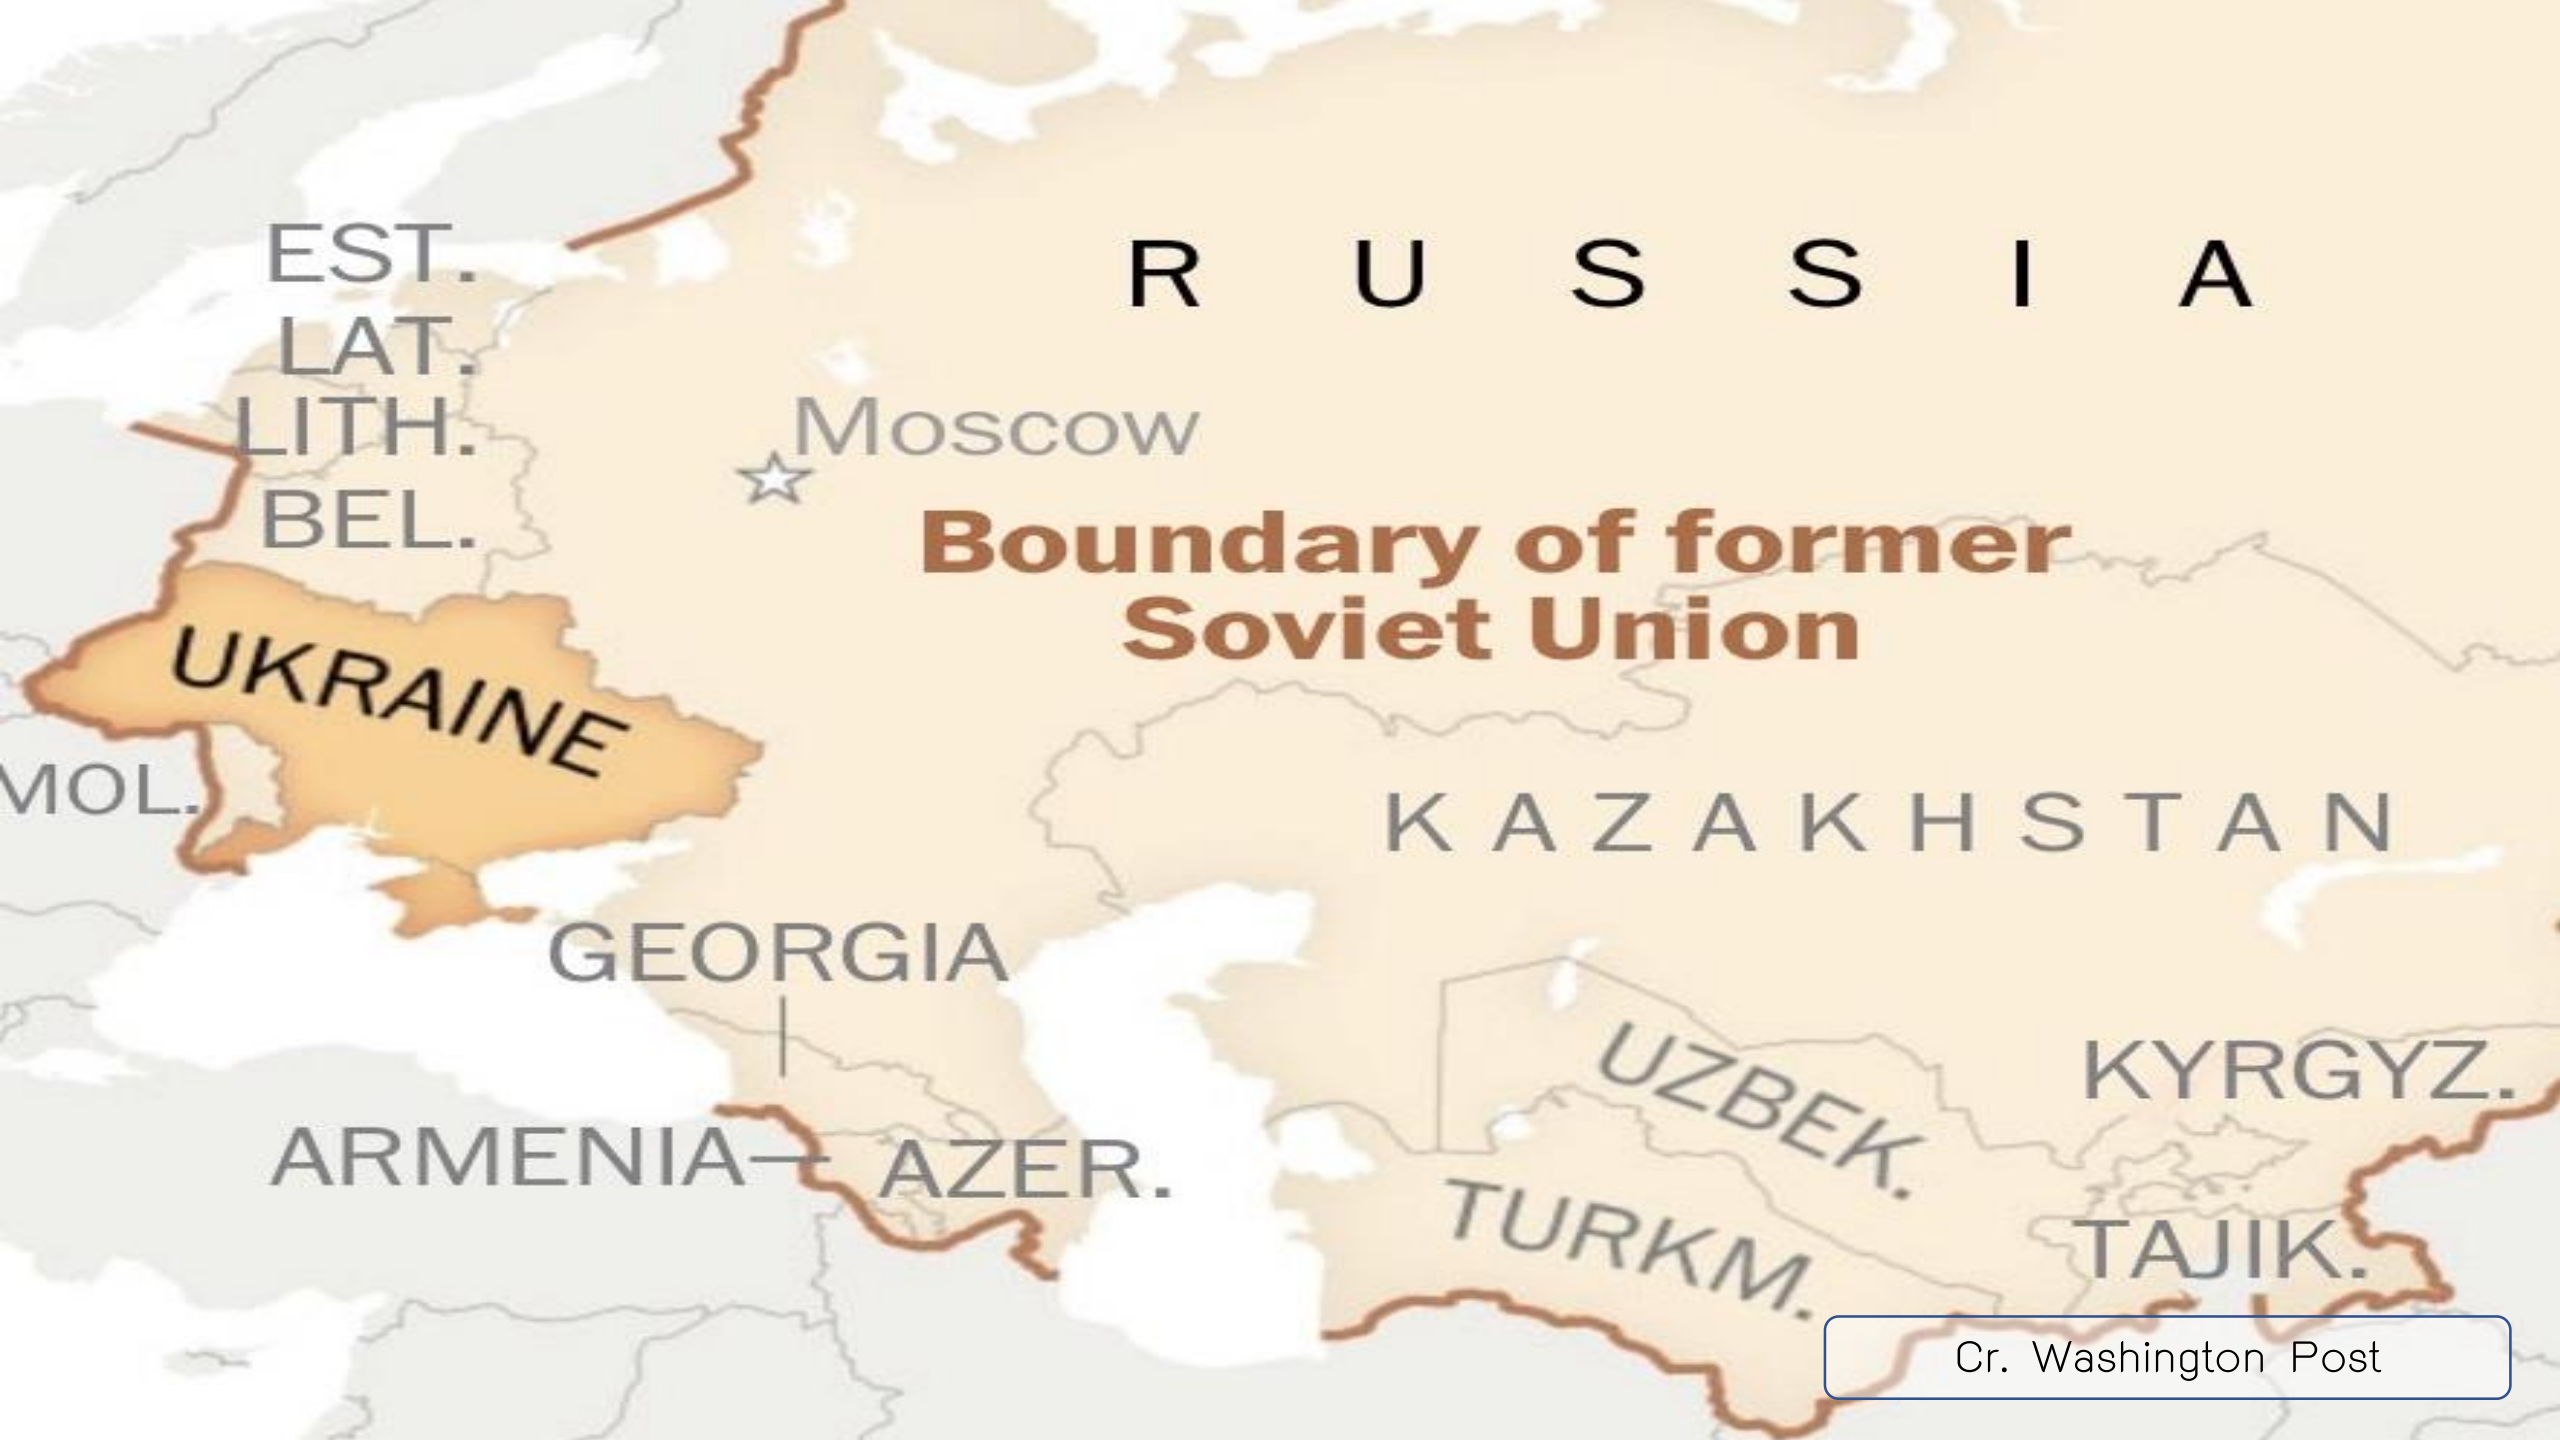 EST.
LAT.
LITH.
BEL.
RUSSIA
Moscow
Boundary of former
Soviet Union
UKRAINE
MOL.
KAZAKHSTAN
GEORGIA
ARMENIA
AZER.
UZBEK.
TURKM.
KYRGYZ.
TAJIK.
Cr. Washington Post